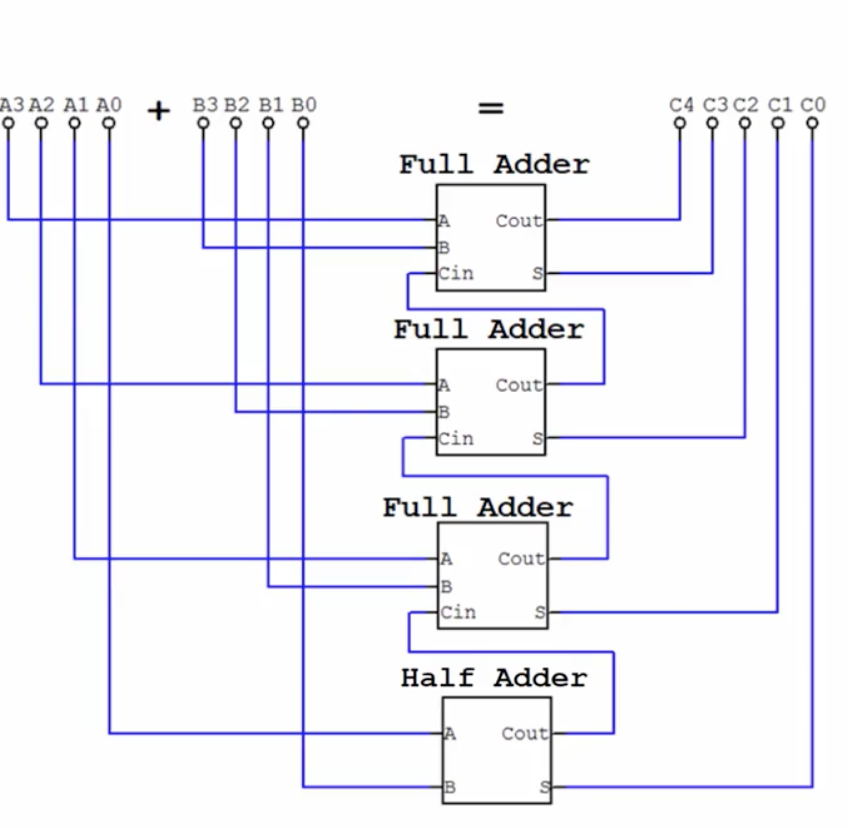 A3 A2 A1 A0 + B3 B2 B1 B0 = C4 C3 C2 C1 C0
Full Adder
A Cout
B
Cin S
Full Adder
A Cout
B
Cin S
Full Adder
A Cout
B
Cin S
Half Adder
A Cout
B S